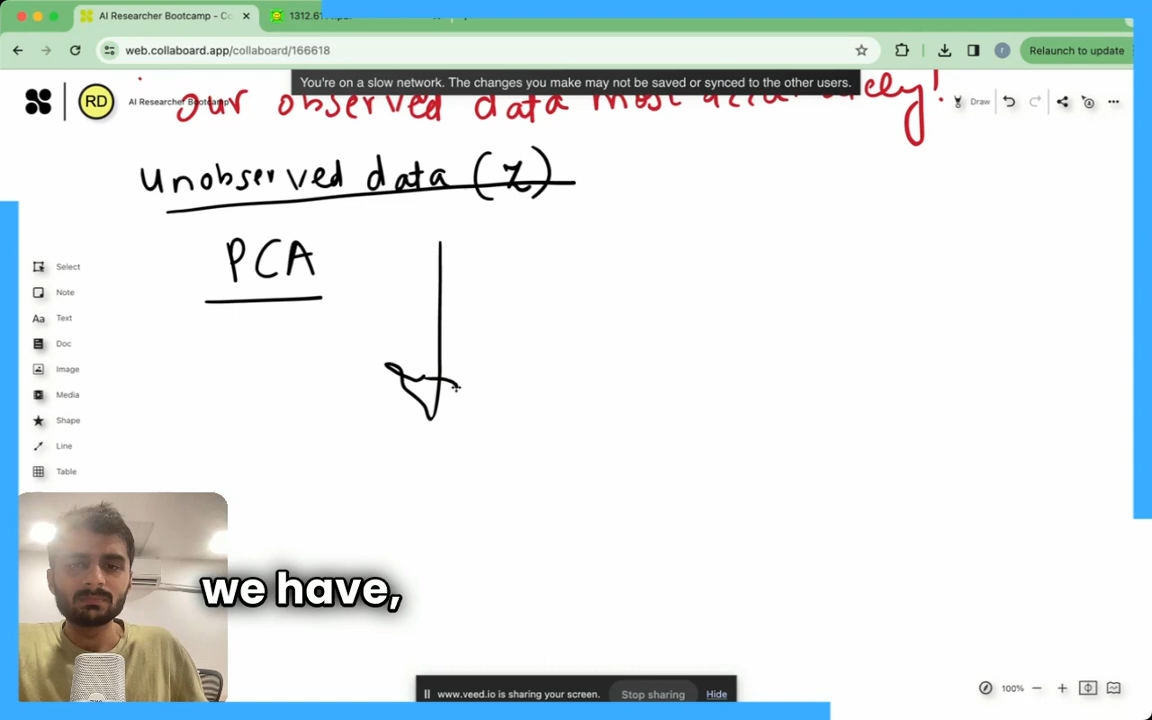 AI Researcher Bootcamp - Co
1312.61
web.collaboard.app/collaboard/166618
Relaunch to update
You're on a slow network. The changes you make may not be saved or synced to the other users.
RD
AI Researcher Bootcamp
Draw
our observed data most
unobserved data (z)
PCA
Select
Note
Aa Text
Doc
Image
Media
Shape
Line
Table
we have,
www.veed.io is sharing your screen.
Stop sharing
Hide
100%